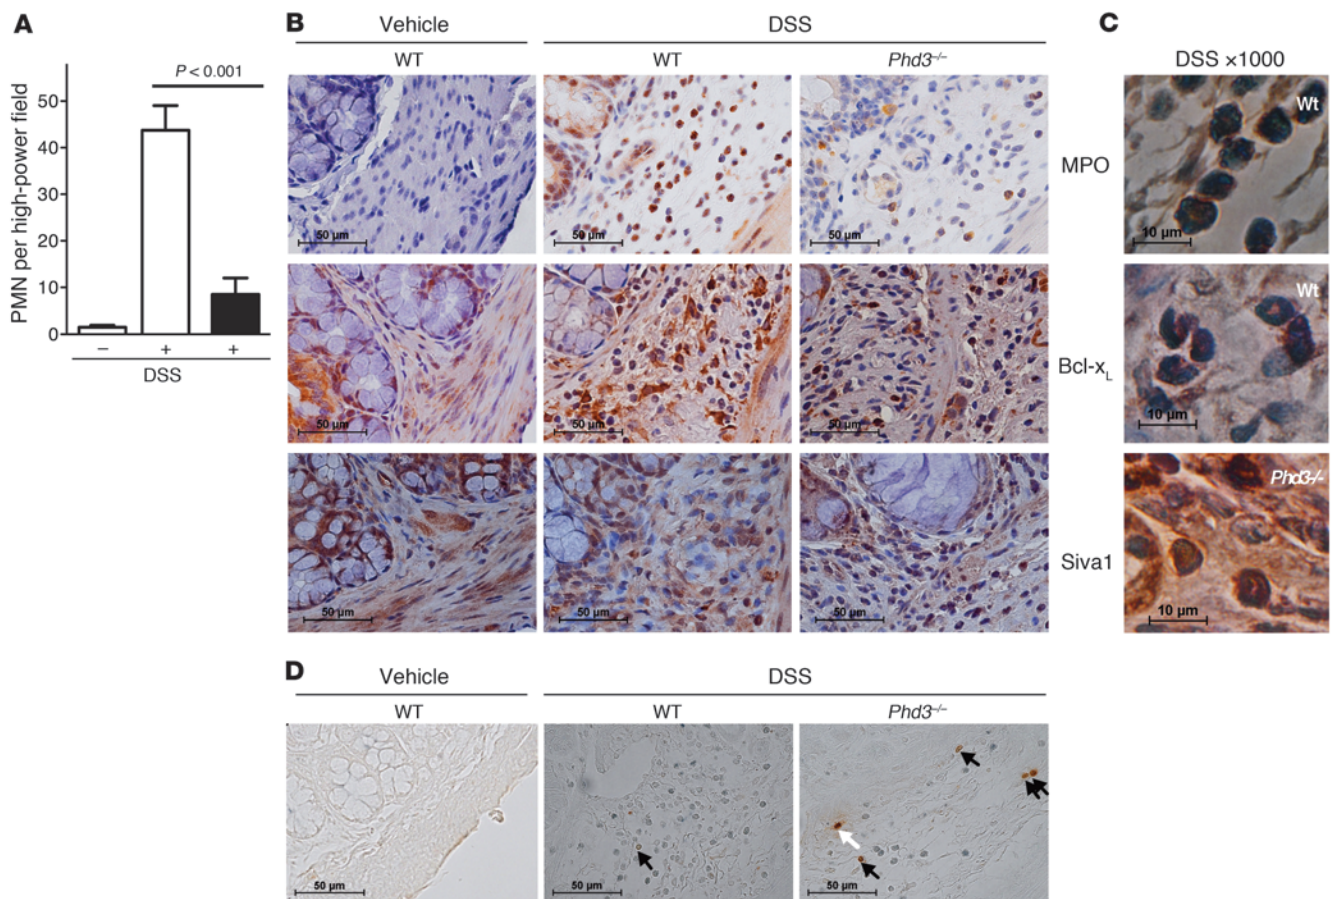 A
PMN per high-power field
50
40
30
20
10
0
P < 0.001
– + +
DSS
B
Vehicle DSS
WT WT Phd3–/–
50 µm 50 µm 50 µm
MPO
50 µm 50 µm 50 µm
Bcl-xL
50 µm 50 µm 50 µm
Siva1
C
DSS ×1000
Wt
10 µm
Wt
10 µm
Phd3-/-
10 µm
D
Vehicle DSS
WT WT Phd3–/–
50 µm 50 µm 50 µm